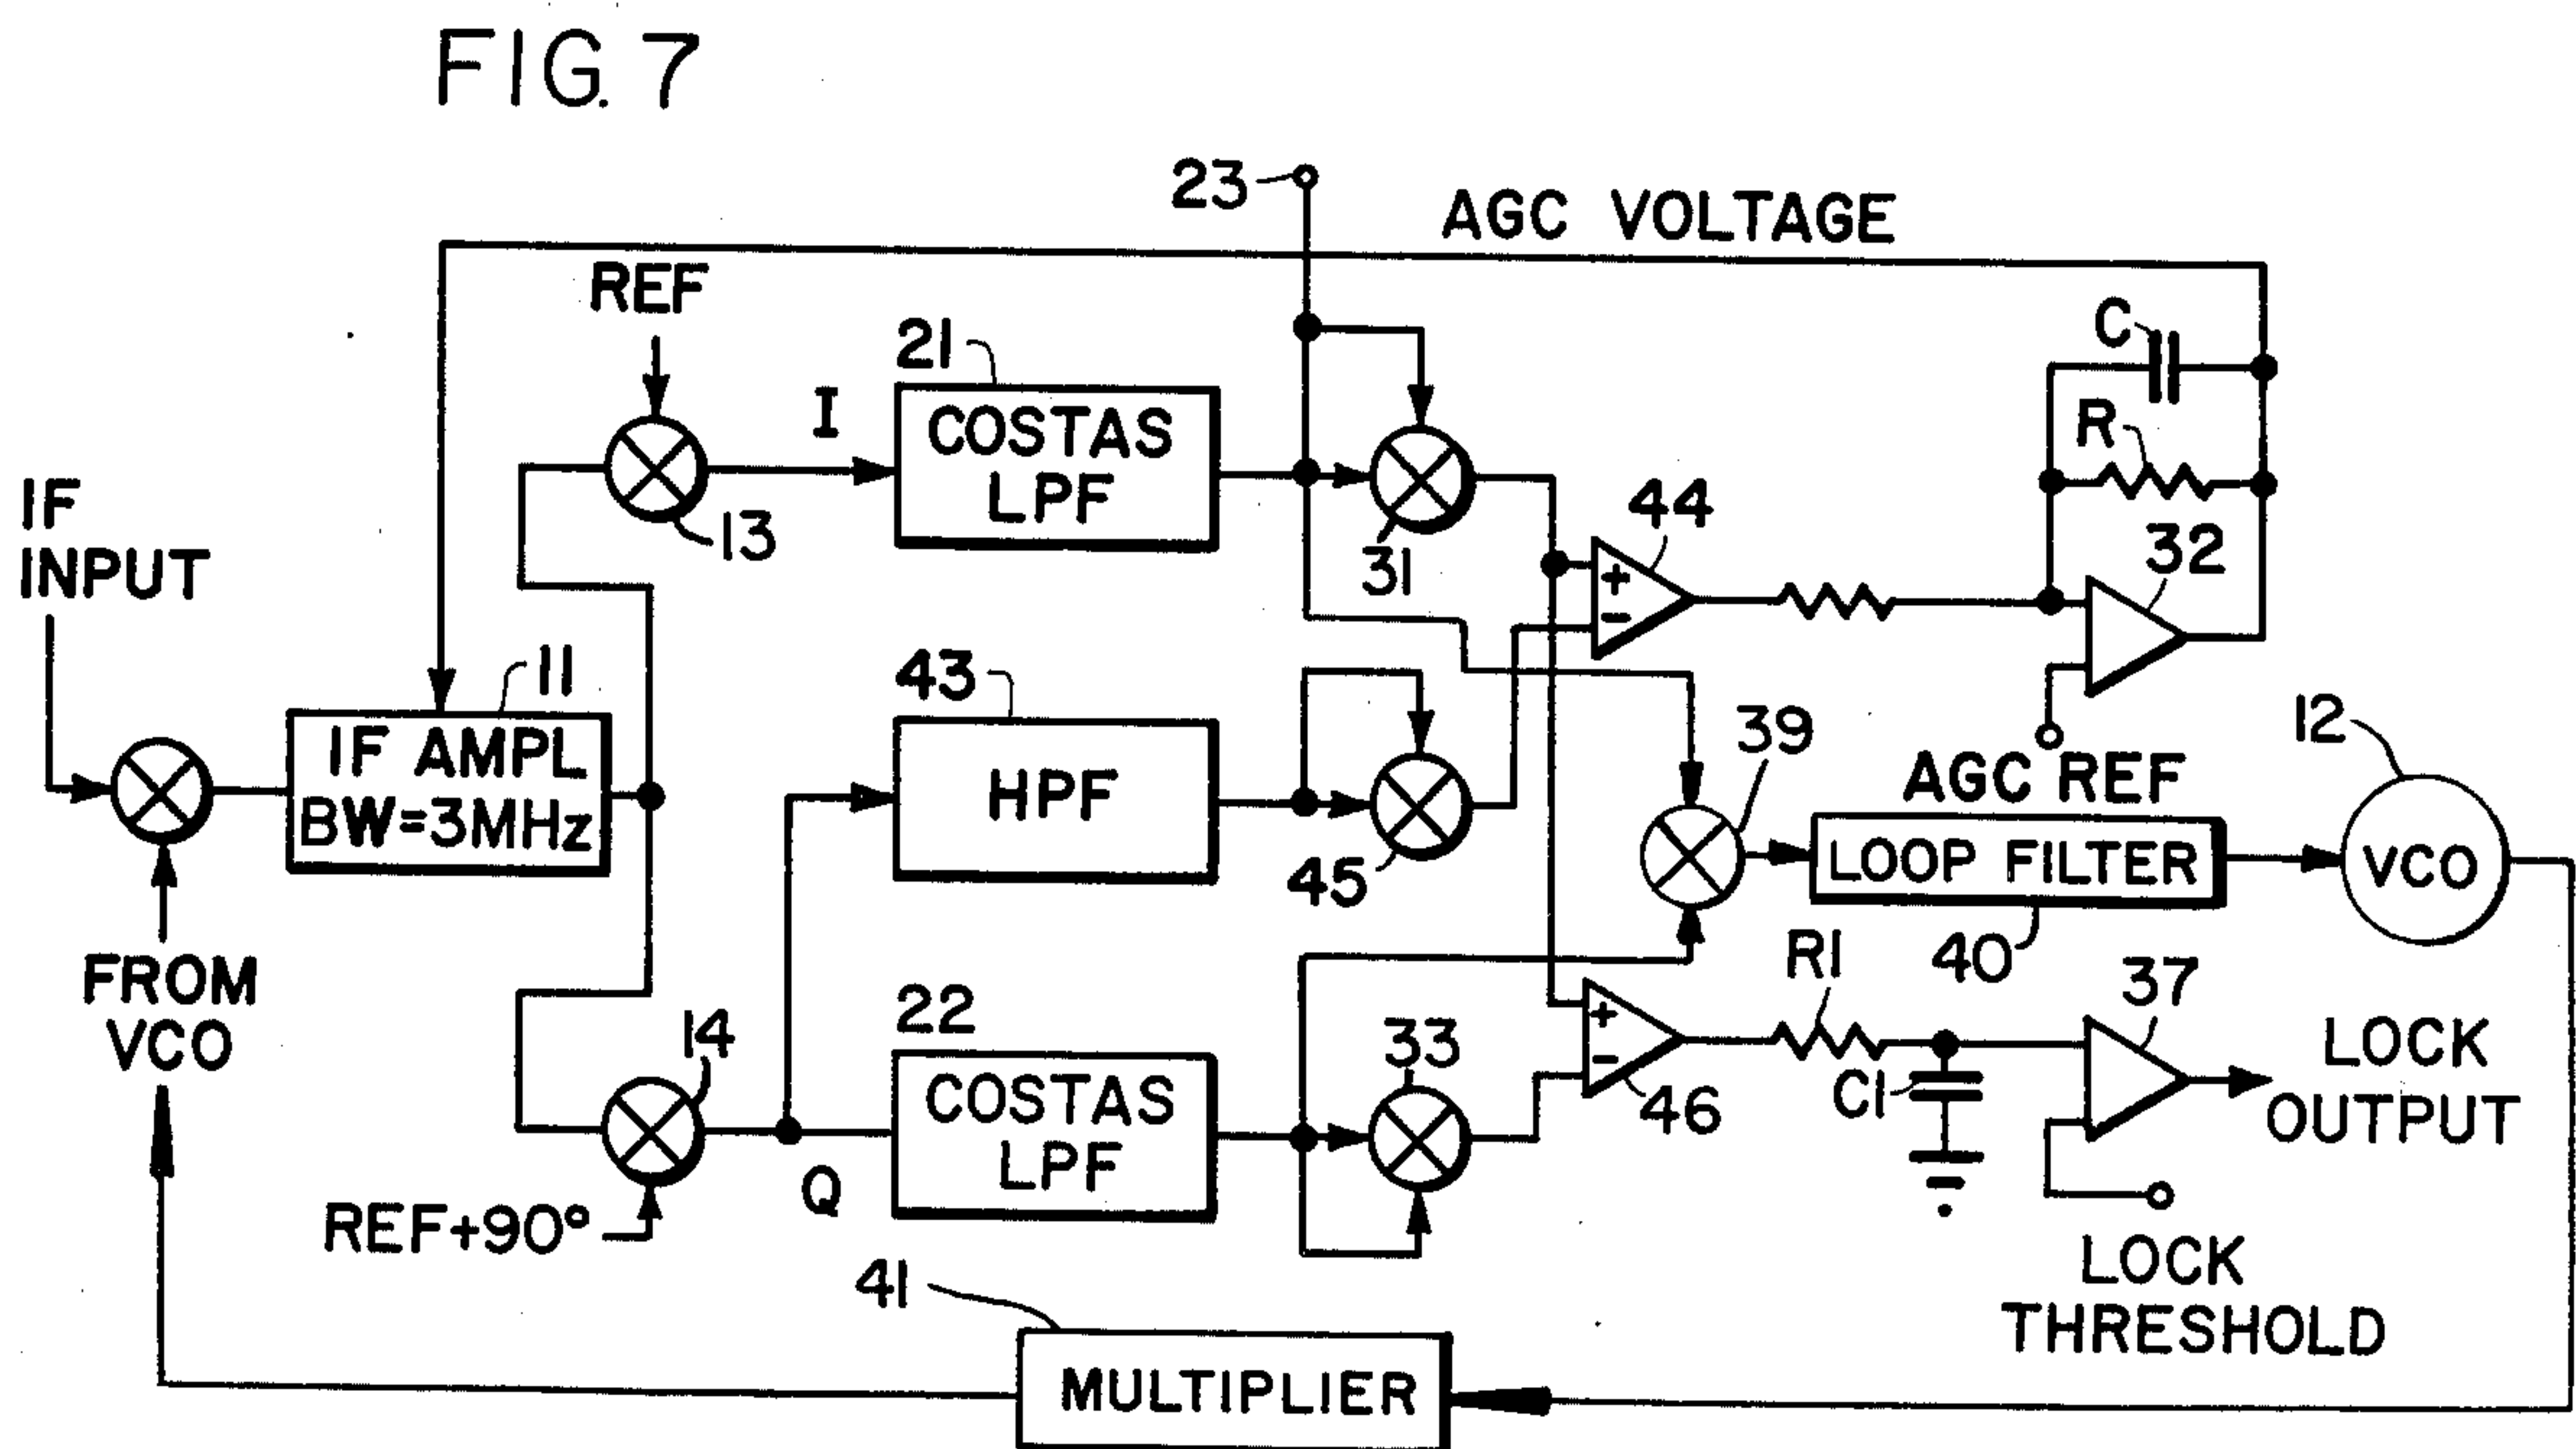 FIG. 7
23
AGC VOLTAGE
REF
21
I
COSTAS
LPF
13
31
C
R
44
+
−
32
IF
INPUT
11
IF AMPL
BW=3MHz
43
HPF
45
39
AGC REF
12
LOOP FILTER
VCO
40
FROM
VCO
14
22
COSTAS
LPF
Q
REF+90°
33
+
−
46
R1
C1
37
LOCK
OUTPUT
LOCK
THRESHOLD
41
MULTIPLIER